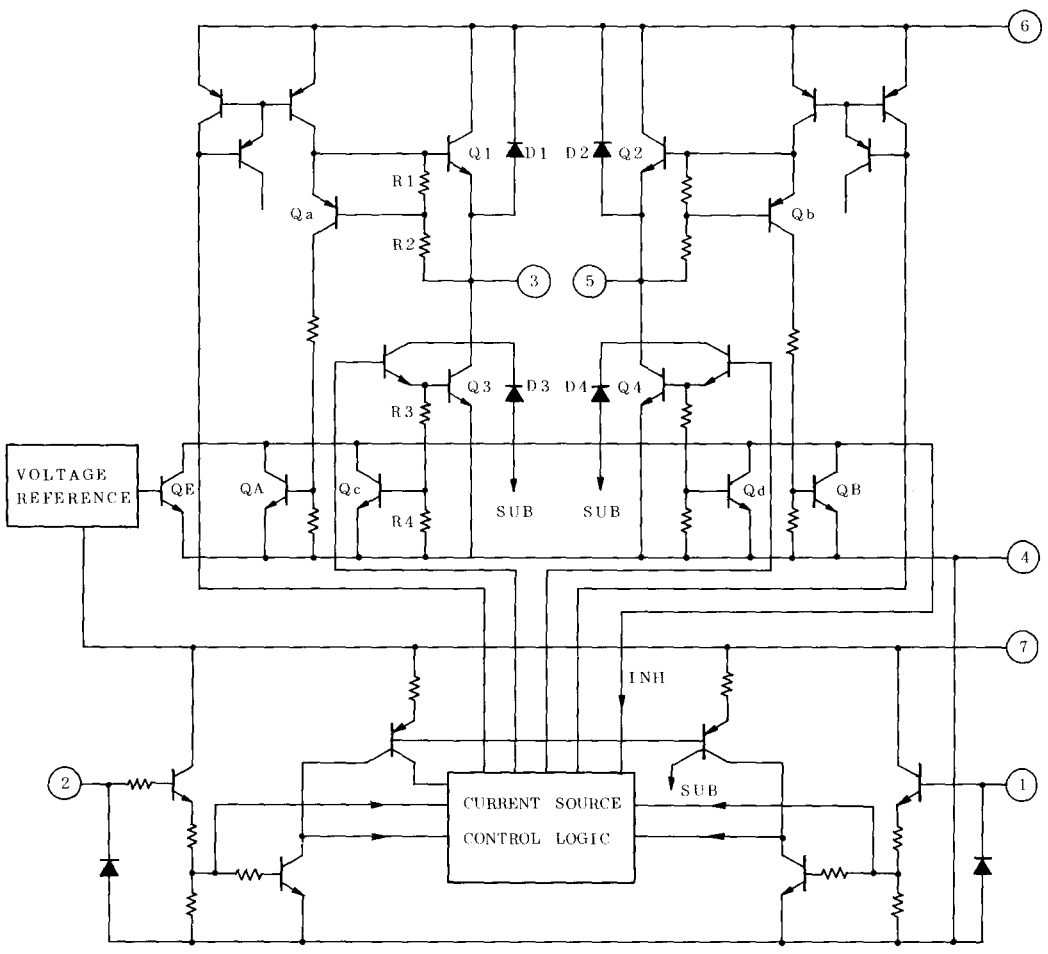 6
Q1
D1
D2
Q2
R1
Qa
Qb
R2
3
5
Q3
D3
D4
Q4
R3
VOLTAGE
REFERENCE
QE
QA
Qc
Qd
QB
R4
SUB
SUB
4
7
INH
2
SUB
1
CURRENT SOURCE
CONTROL LOGIC